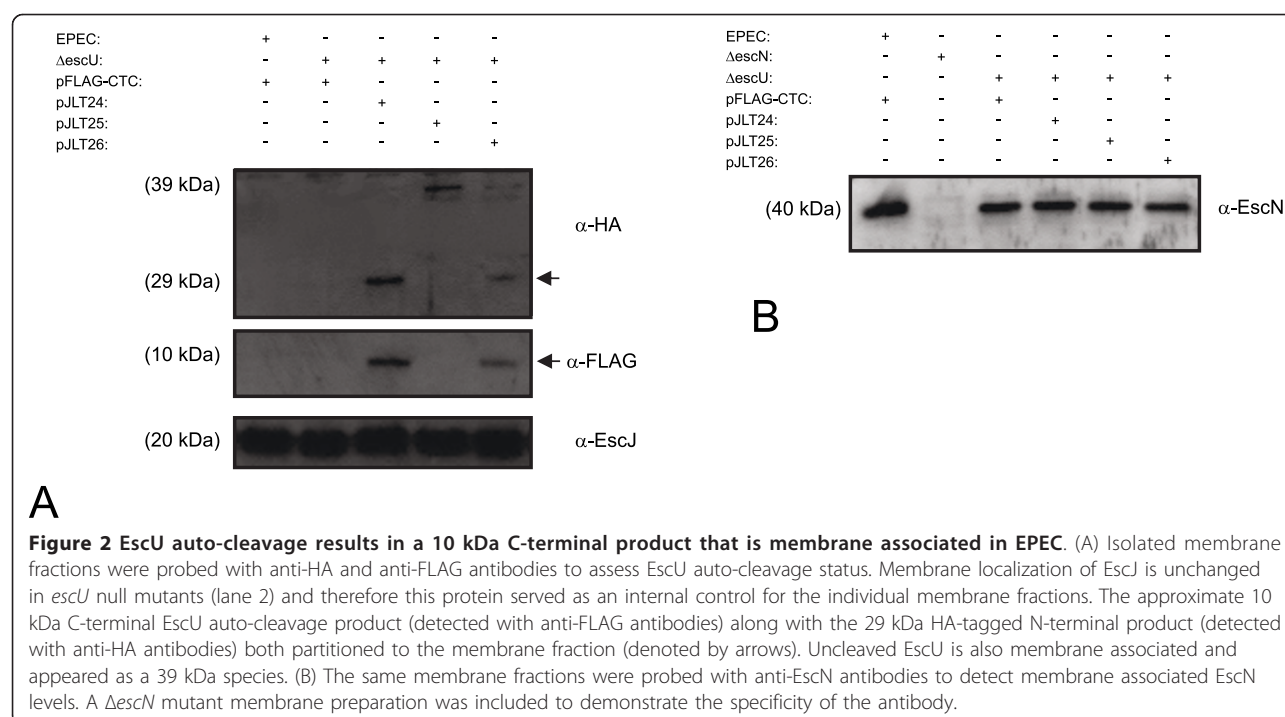 EPEC: + - - - -
ΔescU: - + + + +
pFLAG-CTC: + + - - -
pJLT24: - - + - -
pJLT25: - - - + -
pJLT26: - - - - +
(39 kDa)
α-HA
(29 kDa)
(10 kDa) α-FLAG
(20 kDa) α-EscJ
A
EPEC: + - - - - -
ΔescN: - + - - - -
ΔescU: - - + + + +
pFLAG-CTC: + - + - - -
pJLT24: - - - + - -
pJLT25: - - - - + -
pJLT26: - - - - - +
(40 kDa) α-EscN
B
Figure 2 EscU auto-cleavage results in a 10 kDa C-terminal product that is membrane associated in EPEC. (A) Isolated membrane
fractions were probed with anti-HA and anti-FLAG antibodies to assess EscU auto-cleavage status. Membrane localization of EscJ is unchanged
in escU null mutants (lane 2) and therefore this protein served as an internal control for the individual membrane fractions. The approximate 10
kDa C-terminal EscU auto-cleavage product (detected with anti-FLAG antibodies) along with the 29 kDa HA-tagged N-terminal product (detected
with anti-HA antibodies) both partitioned to the membrane fraction (denoted by arrows). Uncleaved EscU is also membrane associated and
appeared as a 39 kDa species. (B) The same membrane fractions were probed with anti-EscN antibodies to detect membrane associated EscN
levels. A ΔescN mutant membrane preparation was included to demonstrate the specificity of the antibody.